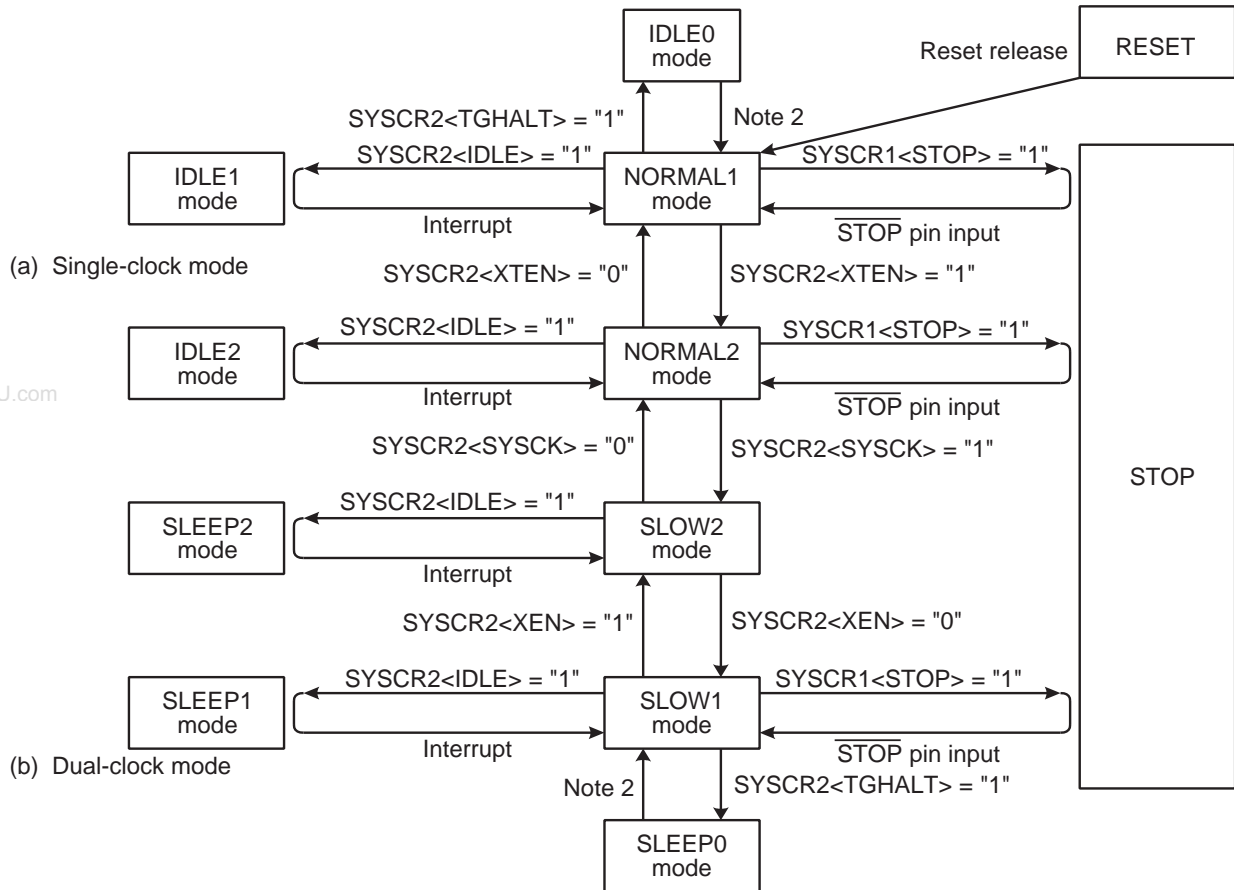 IDLE0
mode
Reset release
RESET
SYSCR2<TGHALT> = "1"
Note 2
IDLE1
mode
SYSCR2<IDLE> = "1"
Interrupt
NORMAL1
mode
SYSCR1<STOP> = "1"
STOP pin input
(a) Single-clock mode
SYSCR2<XTEN> = "0"
SYSCR2<XTEN> = "1"
IDLE2
mode
SYSCR2<IDLE> = "1"
Interrupt
NORMAL2
mode
SYSCR1<STOP> = "1"
STOP pin input
U.com
SYSCR2<SYSCK> = "0"
SYSCR2<SYSCK> = "1"
STOP
SLEEP2
mode
SYSCR2<IDLE> = "1"
Interrupt
SLOW2
mode
SYSCR2<XEN> = "1"
SYSCR2<XEN> = "0"
SLEEP1
mode
SYSCR2<IDLE> = "1"
Interrupt
SLOW1
mode
SYSCR1<STOP> = "1"
STOP pin input
(b) Dual-clock mode
Note 2
SYSCR2<TGHALT> = "1"
SLEEP0
mode